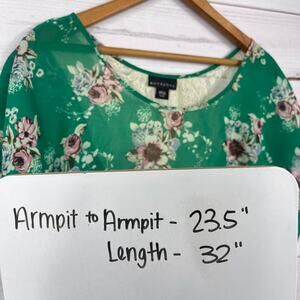 Armpit to Armpit - 23.5"
Length - 32"